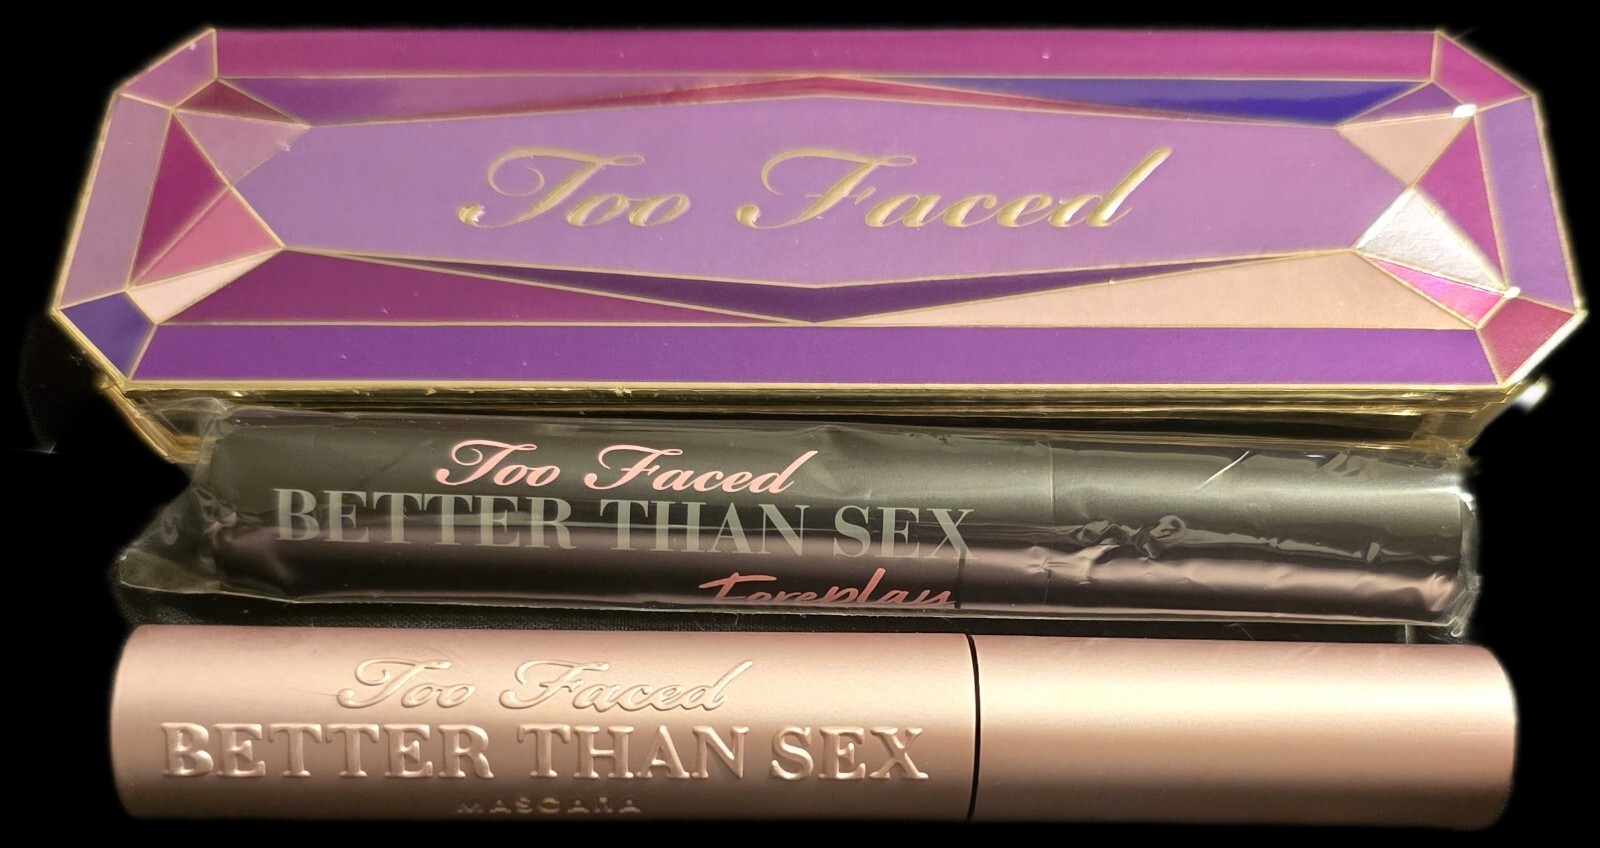 Too Faced
Too Faced
BETTER THAN SEX
Foreplay
Too Faced
BETTER THAN SEX
MASCARA